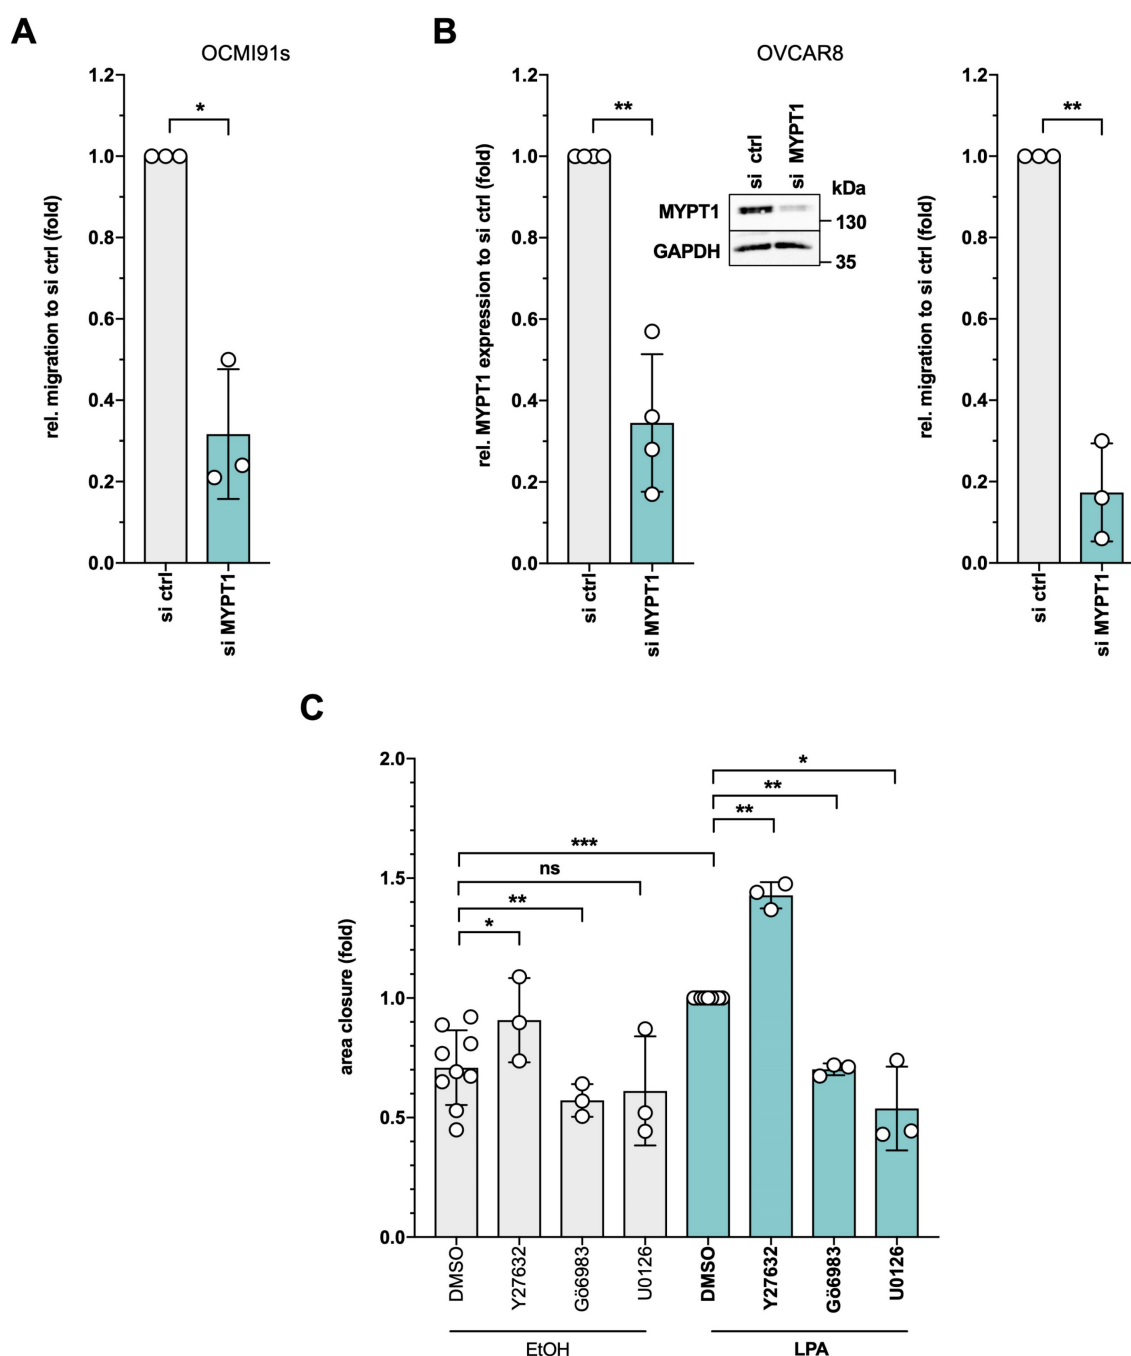 A
OCMI91s
rel. migration to si ctrl (fold)
1.2
1.0
0.8
0.6
0.4
0.2
0.0
*
si ctrl
si MYPT1
B
OVCAR8
rel. MYPT1 expression to si ctrl (fold)
1.2
1.0
0.8
0.6
0.4
0.2
0.0
**
si ctrl
si MYPT1
si ctrl
si MYPT1
kDa
MYPT1
130
GAPDH
35
rel. migration to si ctrl (fold)
1.2
1.0
0.8
0.6
0.4
0.2
0.0
**
si ctrl
si MYPT1
C
area closure (fold)
2.0
1.5
1.0
0.5
0.0
*
**
ns
***
**
**
*
DMSO
Y27632
Gö6983
U0126
DMSO
Y27632
Gö6983
U0126
EtOH
LPA